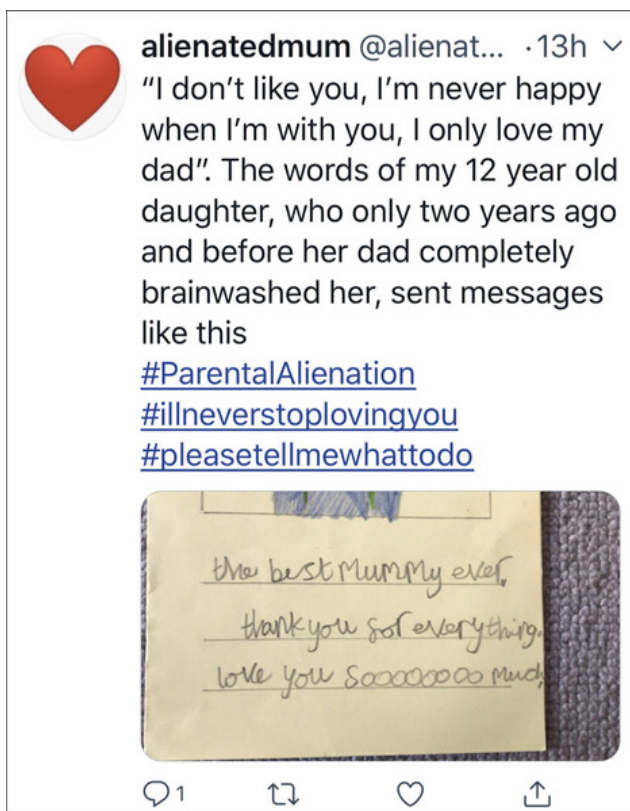 alienatedmum @alienat... ·13h
“I don’t like you, I’m never happy
when I’m with you, I only love my
dad”. The words of my 12 year old
daughter, who only two years ago
and before her dad completely
brainwashed her, sent messages
like this
#ParentalAlienation
#illneverstoplovingyou
#pleasetellmewhattodo
the best Mummy ever,
thank you for everything.
love you soooooooo much,
1